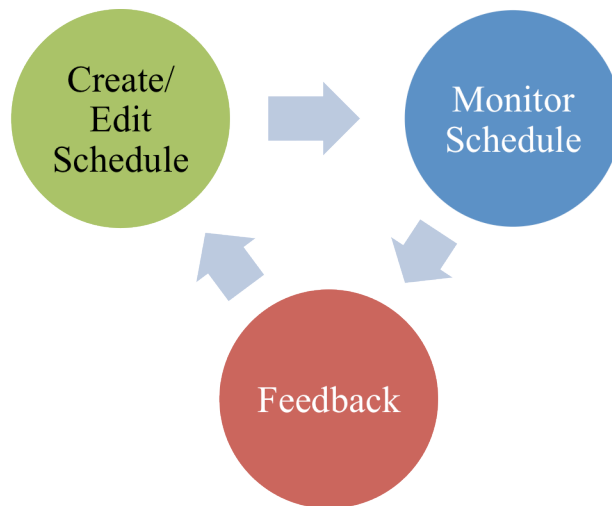 Create/
Edit
Schedule
Monitor
Schedule
Feedback